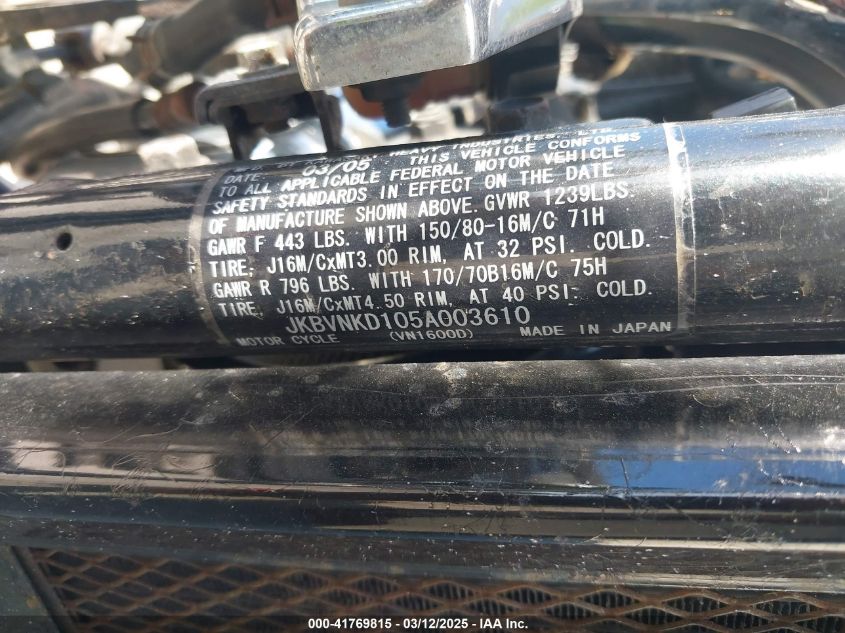 HEAVY INDUSTRIES, LTD.
DATE: 03/05 THIS VEHICLE CONFORMS
TO ALL APPLICABLE FEDERAL MOTOR VEHICLE
SAFETY STANDARDS IN EFFECT ON THE DATE
OF MANUFACTURE SHOWN ABOVE. GVWR 1239LBS.
GAWR F 443 LBS. WITH 150/80-16M/C 71H
TIRE, J16M/CxMT3.00 RIM, AT 32 PSI. COLD.
GAWR R 796 LBS. WITH 170/70B16M/C 75H
TIRE, J16M/CxMT4.50 RIM, AT 40 PSI. COLD.
JKBVNKD105A003610
MOTOR CYCLE (VN1600D) MADE IN JAPAN
000-41769815 - 03/12/2025 - IAA Inc.